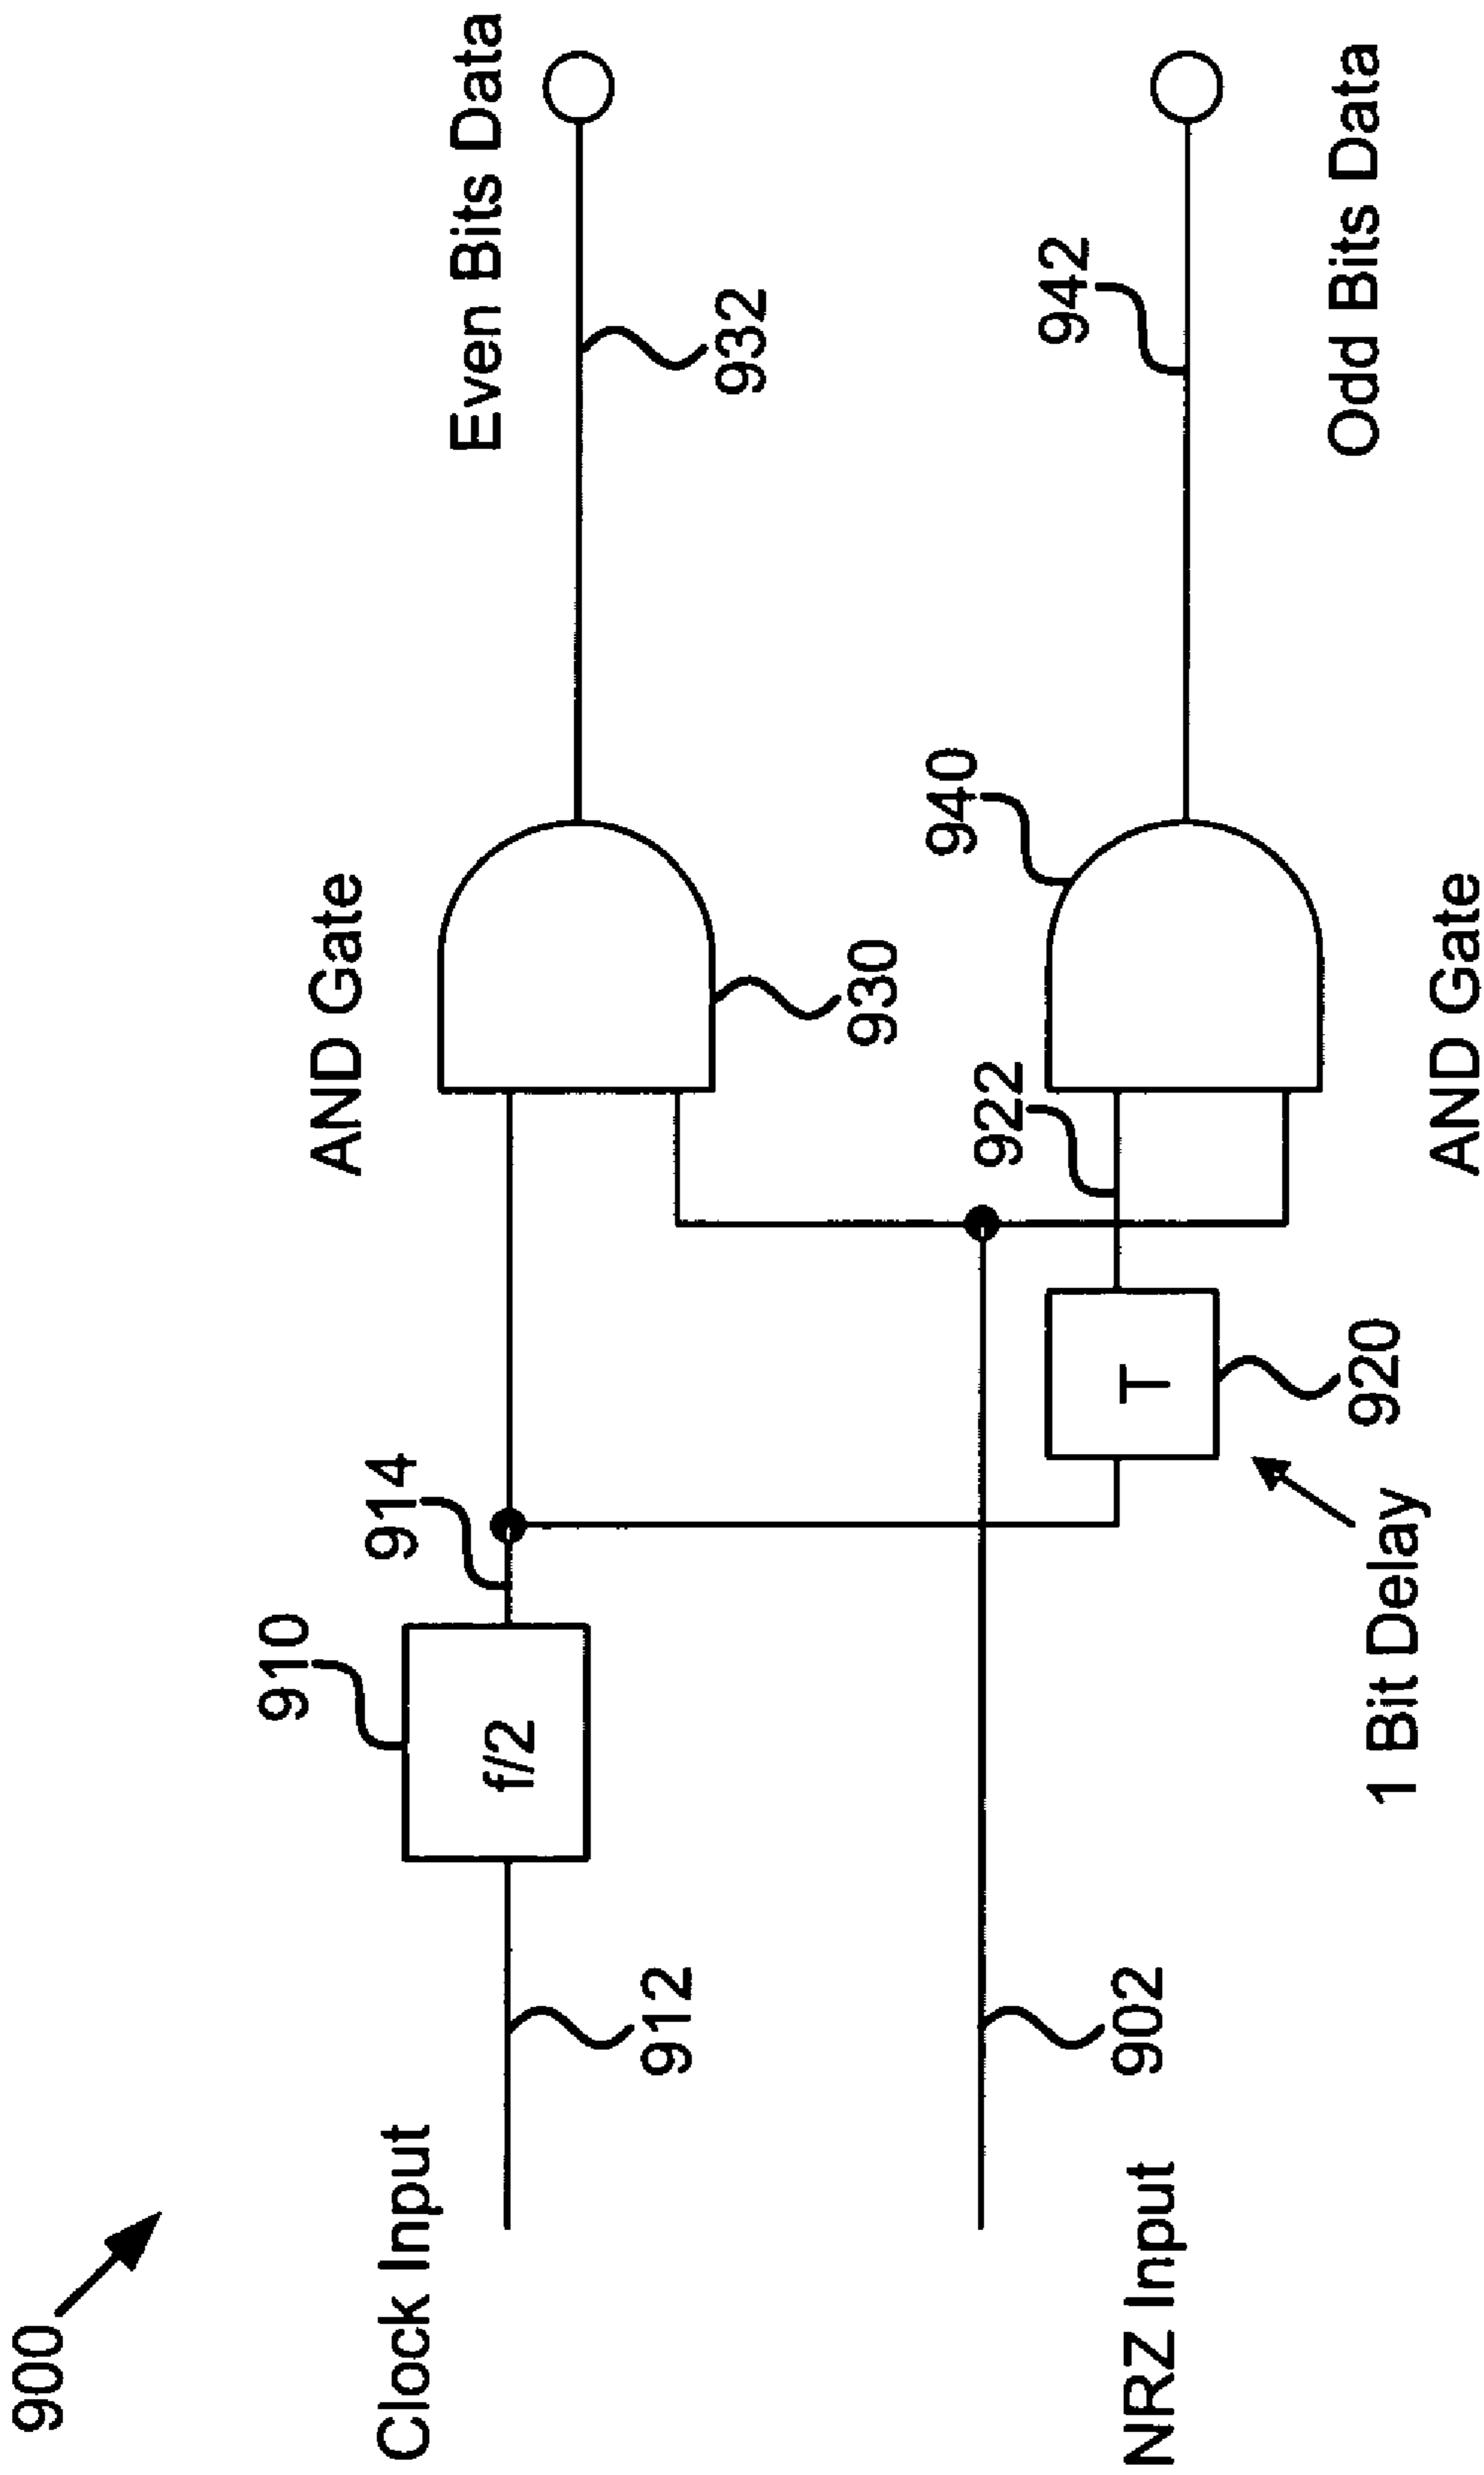 900
Clock Input
912
910
f/2
914
AND Gate
930
Even Bits Data
932
NRZ Input
902
1 Bit Delay
T
920
922
940
AND Gate
942
Odd Bits Data